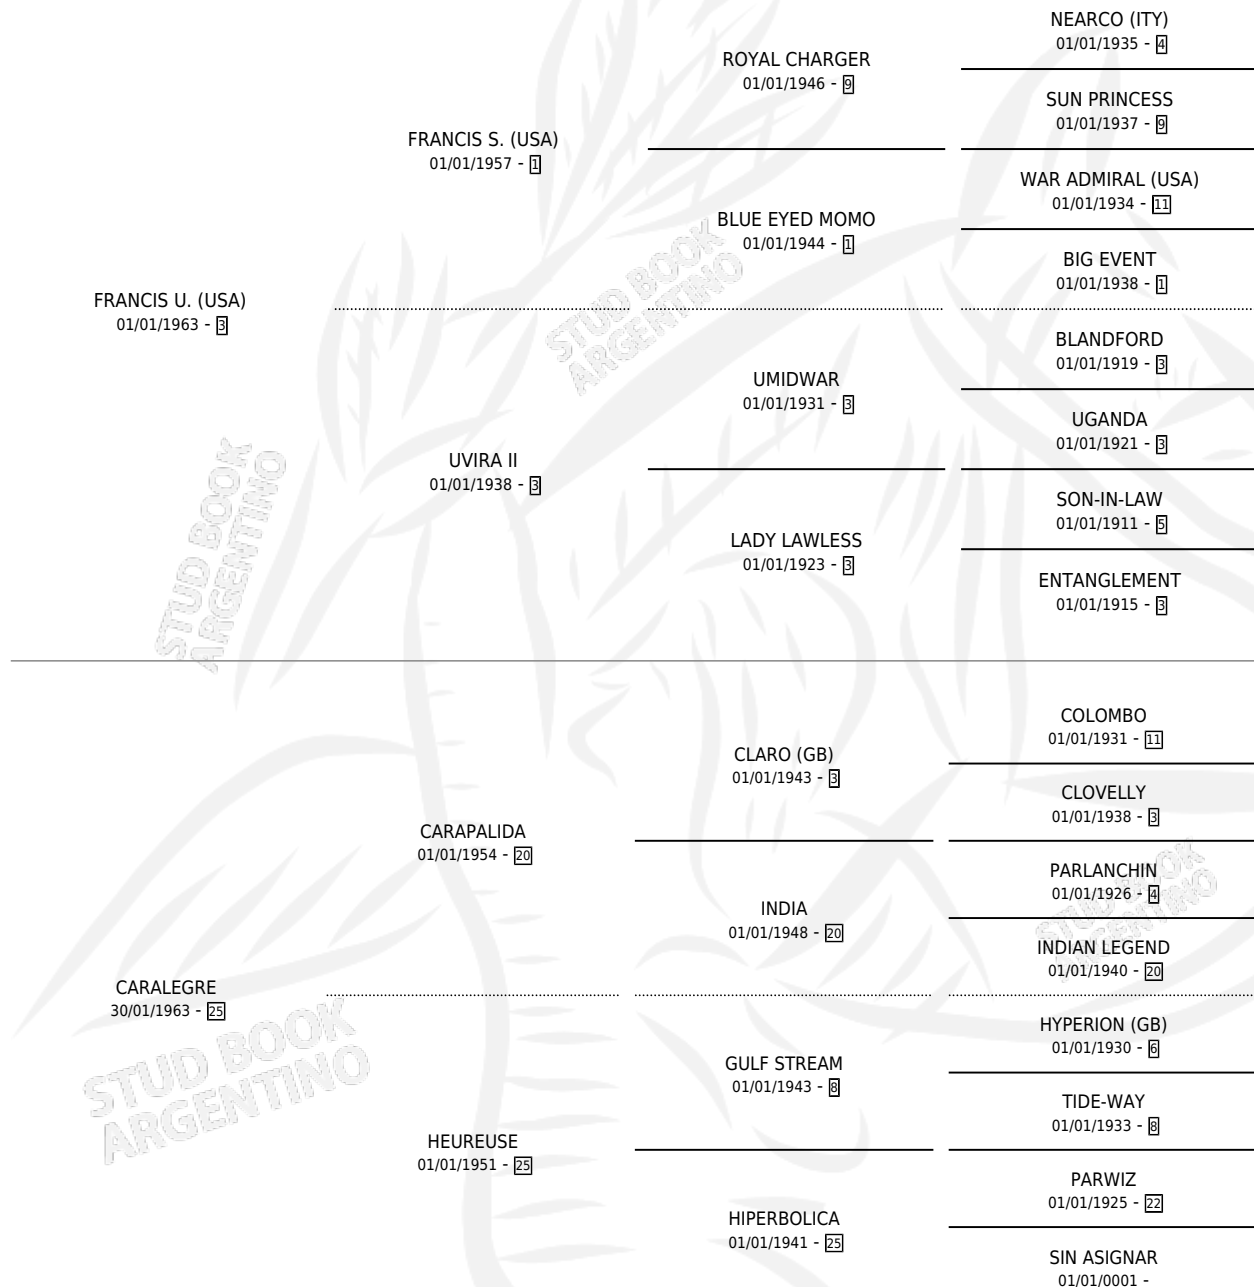 NEARCO (ITY)
01/01/1935 - 4
ROYAL CHARGER
01/01/1946 - 9
SUN PRINCESS
01/01/1937 - 9
FRANCIS S. (USA)
01/01/1957 - 1
WAR ADMIRAL (USA)
01/01/1934 - 11
BLUE EYED MOMO
01/01/1944 - 1
BIG EVENT
01/01/1938 - 1
FRANCIS U. (USA)
01/01/1963 - 3
BLANDFORD
01/01/1919 - 3
UMIDWAR
01/01/1931 - 3
UGANDA
01/01/1921 - 3
UVIRA II
01/01/1938 - 3
SON-IN-LAW
01/01/1911 - 5
LADY LAWLESS
01/01/1923 - 3
ENTANGLEMENT
01/01/1915 - 3
COLOMBO
01/01/1931 - 11
CLARO (GB)
01/01/1943 - 3
CLOVELLY
01/01/1938 - 3
CARAPALIDA
01/01/1954 - 20
PARLANCHIN
01/01/1926 - 4
INDIA
01/01/1948 - 20
INDIAN LEGEND
01/01/1940 - 20
CARALEGRE
30/01/1963 - 25
HYPERION (GB)
01/01/1930 - 6
GULF STREAM
01/01/1943 - 8
TIDE-WAY
01/01/1933 - 8
HEUREUSE
01/01/1951 - 25
PARWIZ
01/01/1925 - 22
HIPERBOLICA
01/01/1941 - 25
SIN ASIGNAR
01/01/0001 -
STUD BOOK
ARGENTINO
STUD BOOK
ARGENTINO
STUD BOOK
ARGENTINO
STUD BOOK
ARGENTINO